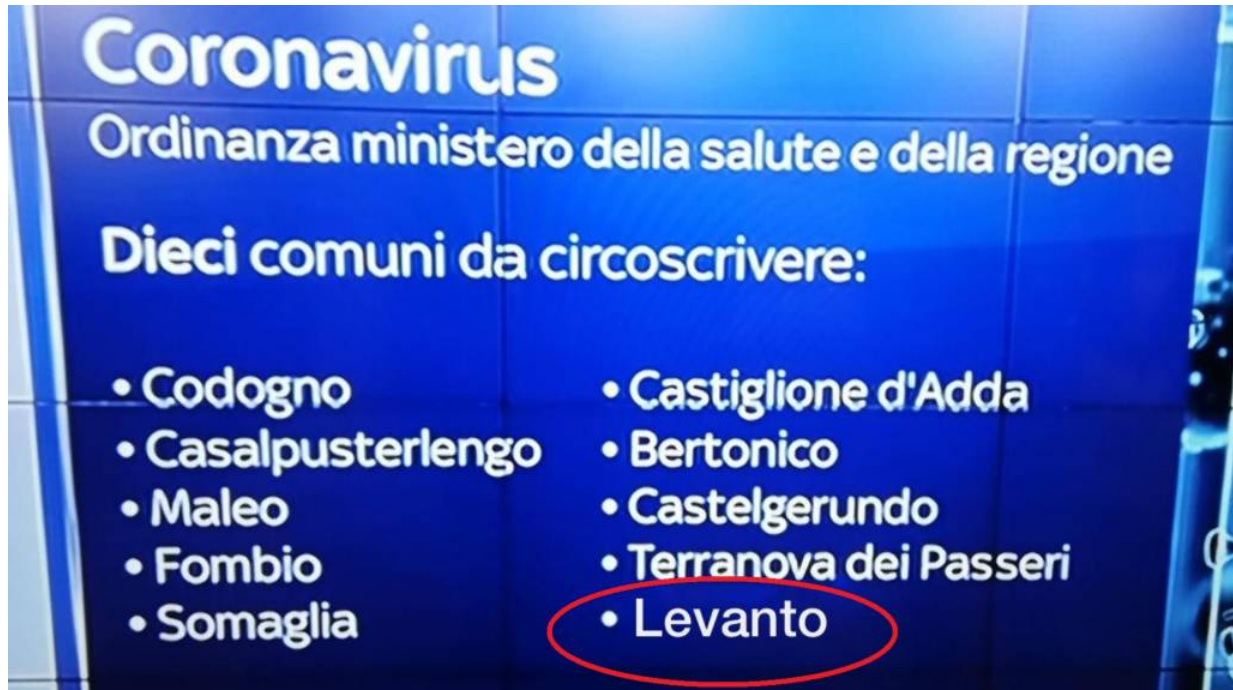 Coronavirus
Ordinanza ministero della salute e della regione
Dieci comuni da circoscrivere:
• Codogno
• Casalpusterlengo
• Maleo
• Fombio
• Somaglia
• Castiglione d'Adda
• Bertonico
• Castelgerundo
• Terranova dei Passeri
• Levanto